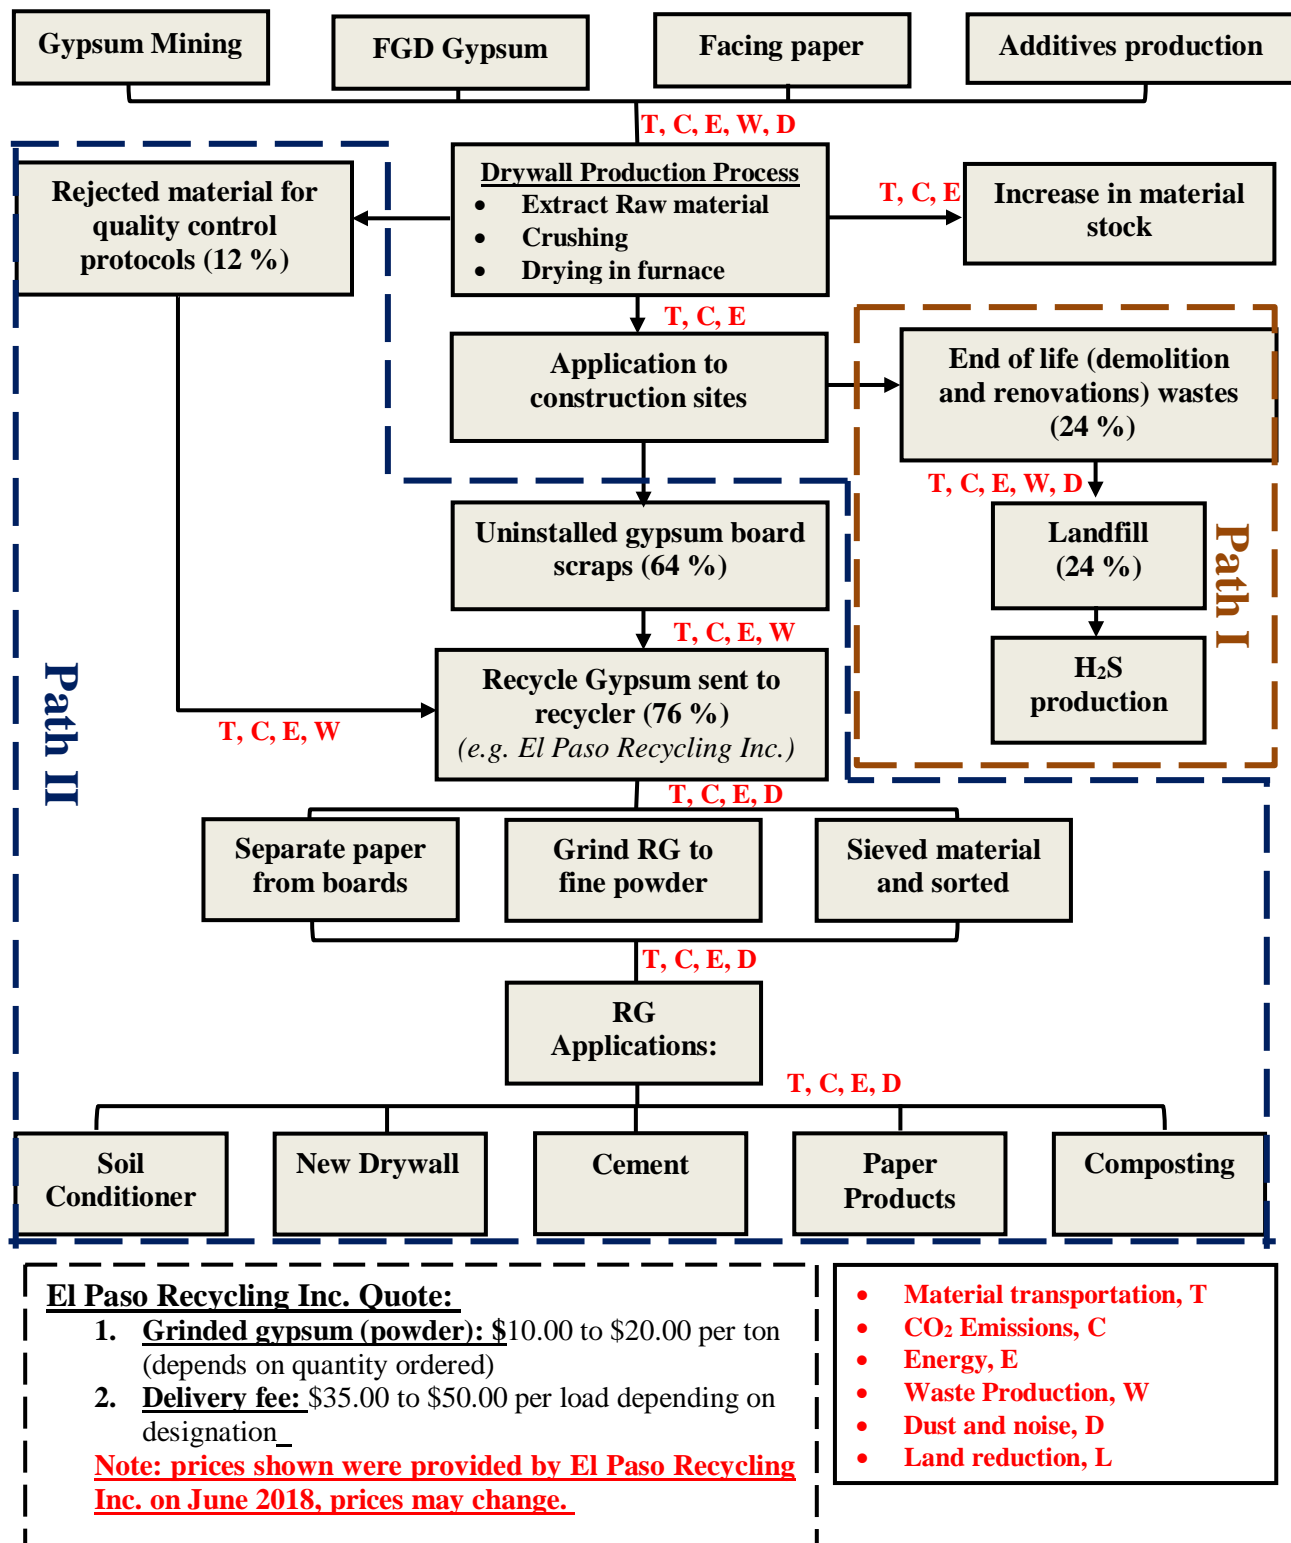 Gypsum Mining
FGD Gypsum
Facing paper
Additives production
T, C, E, W, D
Rejected material for
quality control
protocols (12 %)
Drywall Production Process
• Extract Raw material
• Crushing
• Drying in furnace
T, C, E
Increase in material
stock
T, C, E
Application to
construction sites
End of life (demolition
and renovations) wastes
(24 %)
T, C, E, W, D
Uninstalled gypsum board
scraps (64 %)
Landfill
(24 %)
Path I
T, C, E, W
H₂S
production
Recycle Gypsum sent to
recycler (76 %)
(e.g. El Paso Recycling Inc.)
T, C, E, W
Path II
T, C, E, D
Separate paper
from boards
Grind RG to
fine powder
Sieved material
and sorted
T, C, E, D
RG
Applications:
T, C, E, D
Soil
Conditioner
New Drywall
Cement
Paper
Products
Composting
El Paso Recycling Inc. Quote:
1. Grinded gypsum (powder): $10.00 to $20.00 per ton
(depends on quantity ordered)
2. Delivery fee: $35.00 to $50.00 per load depending on
designation
Note: prices shown were provided by El Paso Recycling
Inc. on June 2018, prices may change.
• Material transportation, T
• CO₂ Emissions, C
• Energy, E
• Waste Production, W
• Dust and noise, D
• Land reduction, L